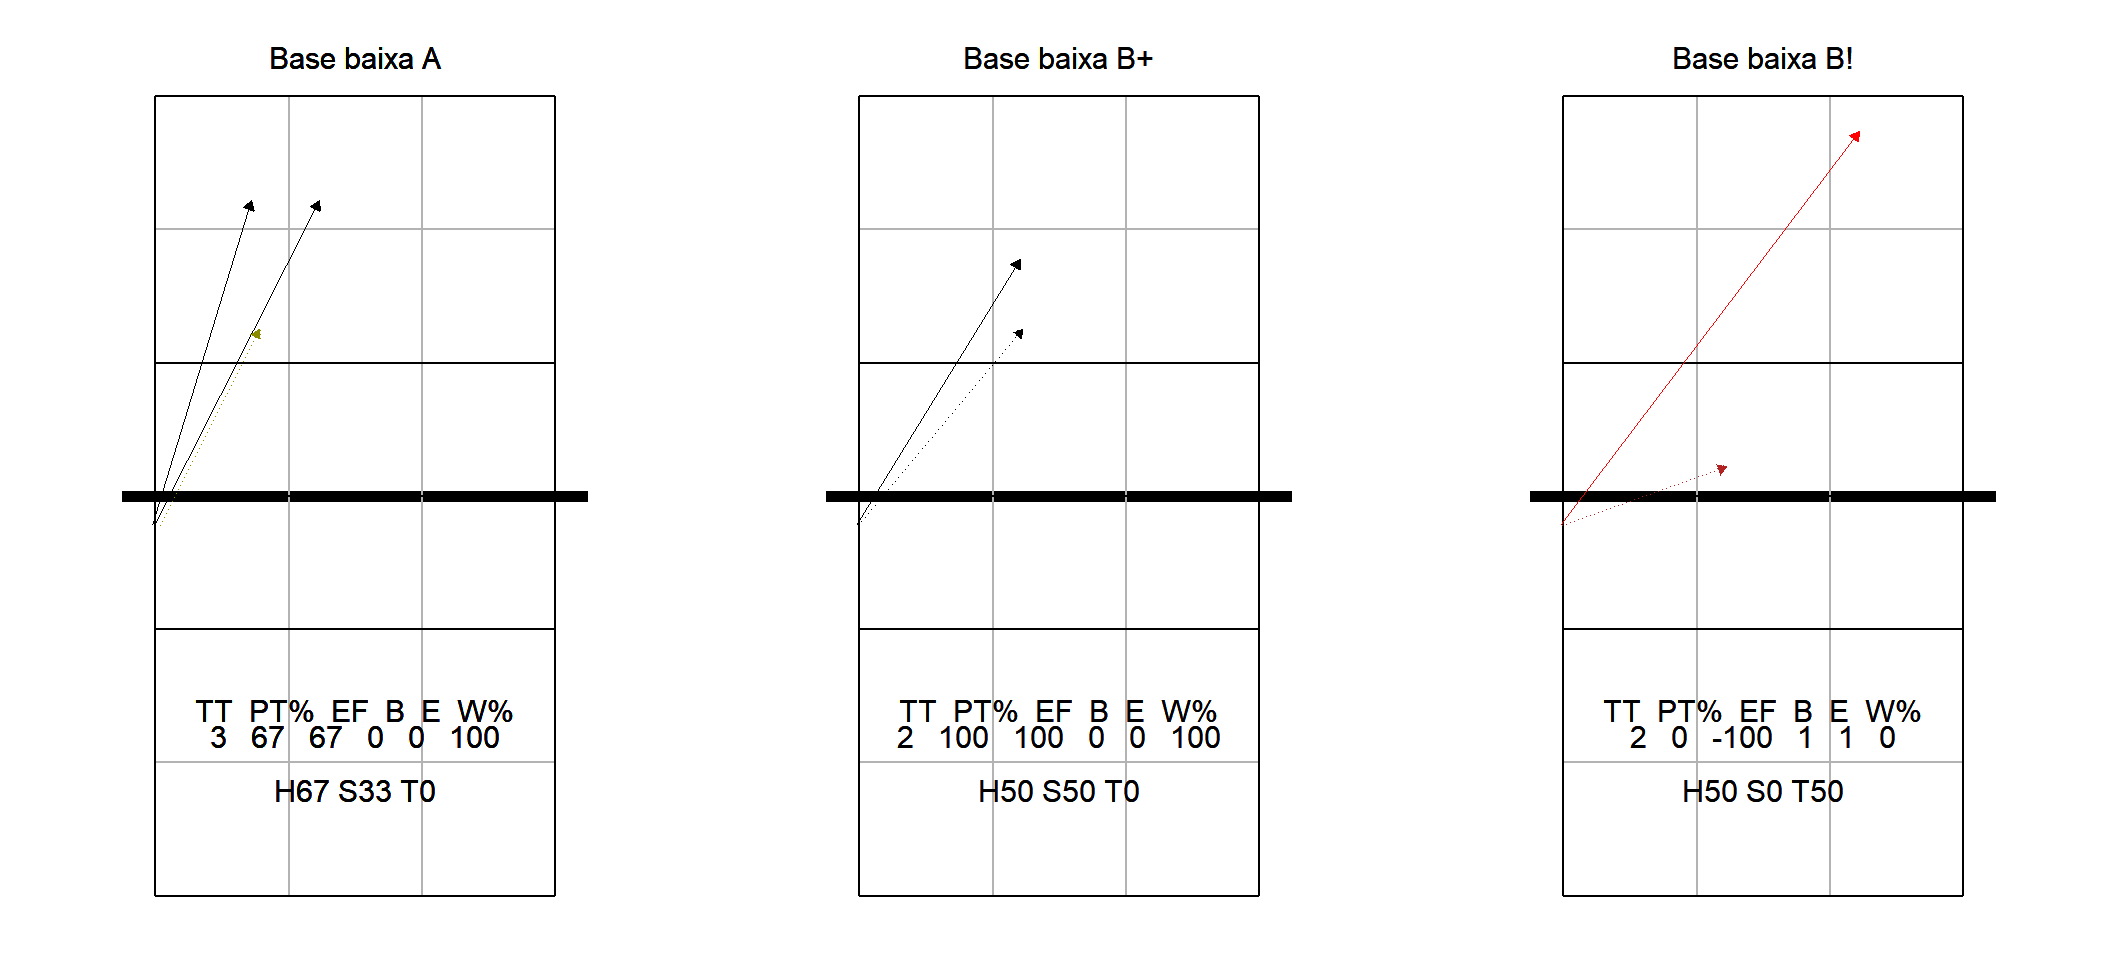 Base baixa A
Base baixa B+
Base baixa B!
TT PT% EF B E W%
3 67 67 0 0 100
H67 S33 T0
TT PT% EF B E W%
2 100 100 0 0 100
H50 S50 T0
TT PT% EF B E W%
2 0 -100 1 1 0
H50 S0 T50